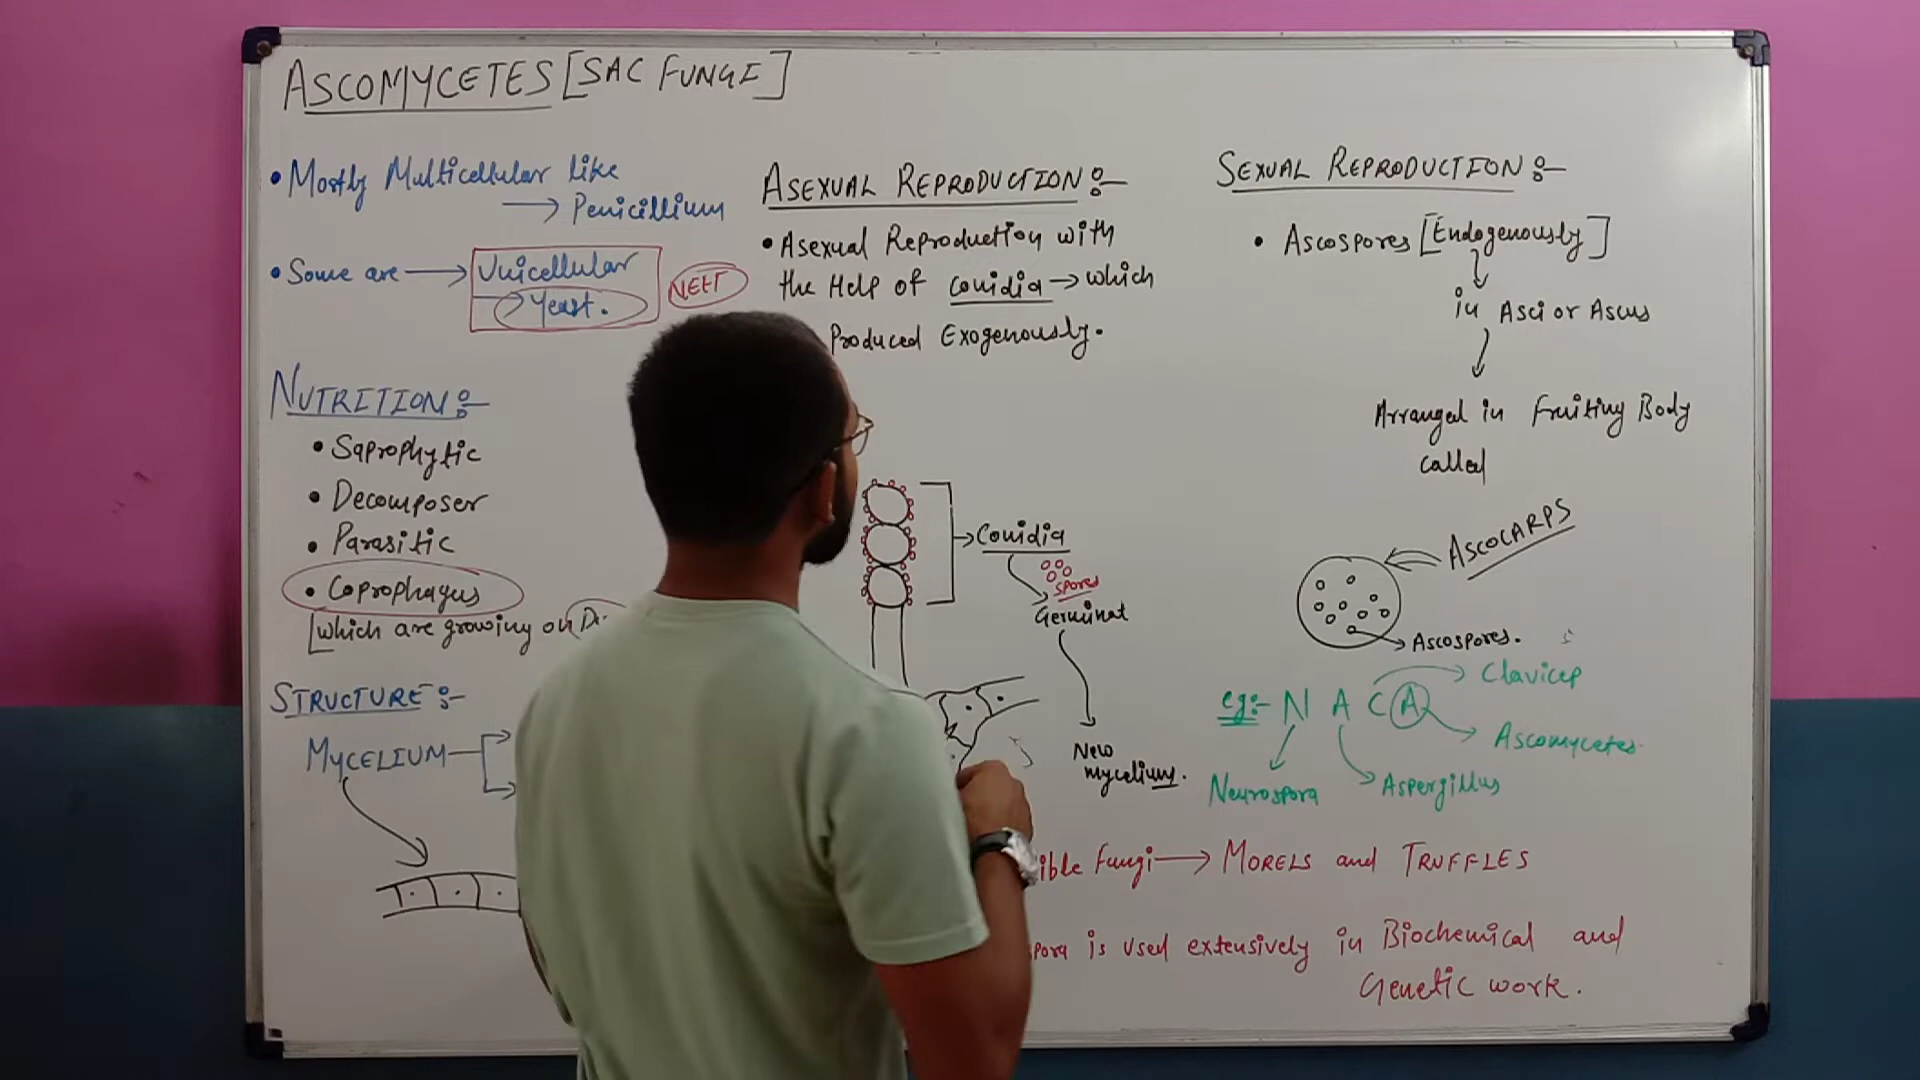 ASCOMYCETES [SAC FUNGI]
• Mostly Multicellular like
→ Penicillium
• Some are → Unicellular
→ Yeast.
NEET
NUTRITION:-
• Saprophytic
• Decomposer
• Parasitic
• Coprophagus
[which are growing on
STRUCTURE:-
MYCELIUM
ASEXUAL REPRODUCTION:-
• Asexual Reproduction with
the Help of conidia → which
Produced Exogenously.
→ Conidia
spores
Germinat
New
mycelium.
SEXUAL REPRODUCTION:-
• Ascospores [Endogenously]
in Asci or Ascus
Arranged in Fruiting Body
called
ASCOCARPS
Ascospores.
eg:- N A C A
Clavicep
Ascomycetes.
Neurospora
Aspergillus
ible Fungi → MORELS and TRUFFLES
spora is used extensively in Biochemical and
Genetic work.